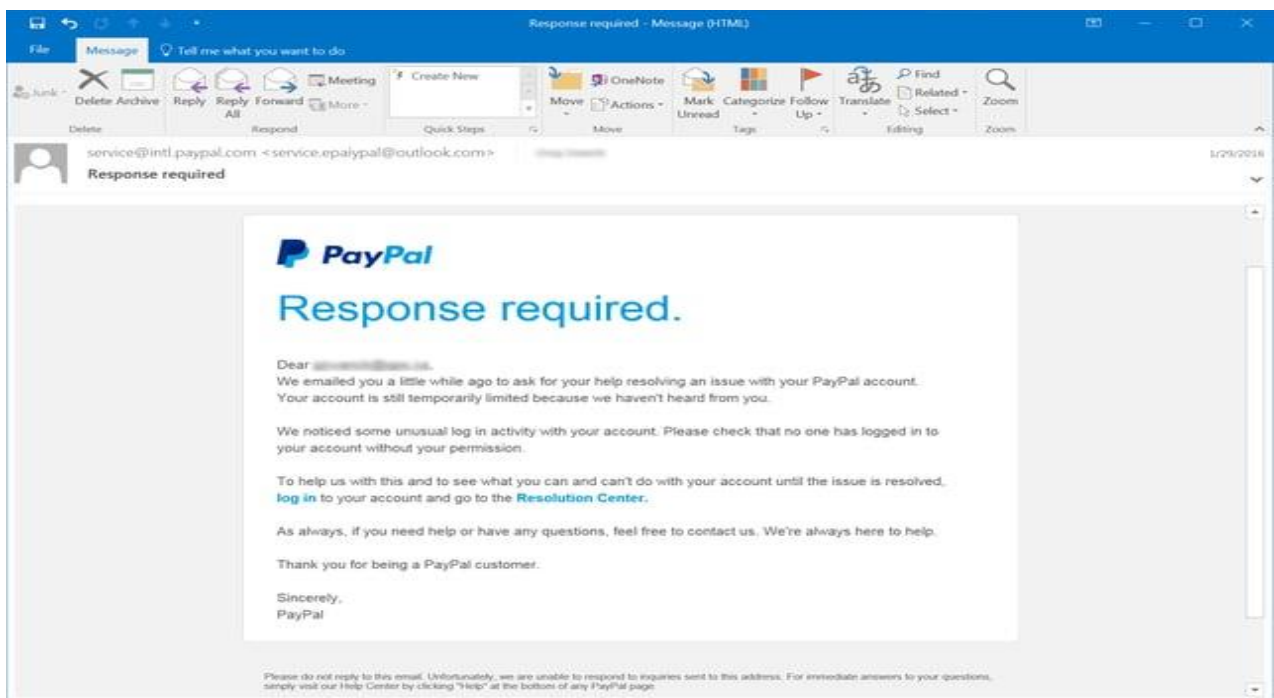 Response required - Message (HTML)
File Message Tell me what you want to do
Junk Delete Archive Reply Reply All Forward Meeting More Create New Move OneNote Actions Mark Unread Categorize Follow Up Translate Find Related Select Zoom
Delete Respond Quick Steps Move Tags Editing Zoom
service@intl.paypal.com <service.epaiypal@outlook.com> 1/29/2016
Response required
PayPal
Response required.
Dear
We emailed you a little while ago to ask for your help resolving an issue with your PayPal account.
Your account is still temporarily limited because we haven't heard from you.
We noticed some unusual log in activity with your account. Please check that no one has logged in to
your account without your permission.
To help us with this and to see what you can and can't do with your account until the issue is resolved,
log in to your account and go to the Resolution Center.
As always, if you need help or have any questions, feel free to contact us. We're always here to help.
Thank you for being a PayPal customer.
Sincerely,
PayPal
Please do not reply to this email. Unfortunately, we are unable to respond to inquiries sent to this address. For immediate answers to your questions,
simply visit our Help Center by clicking "Help" at the bottom of any PayPal page